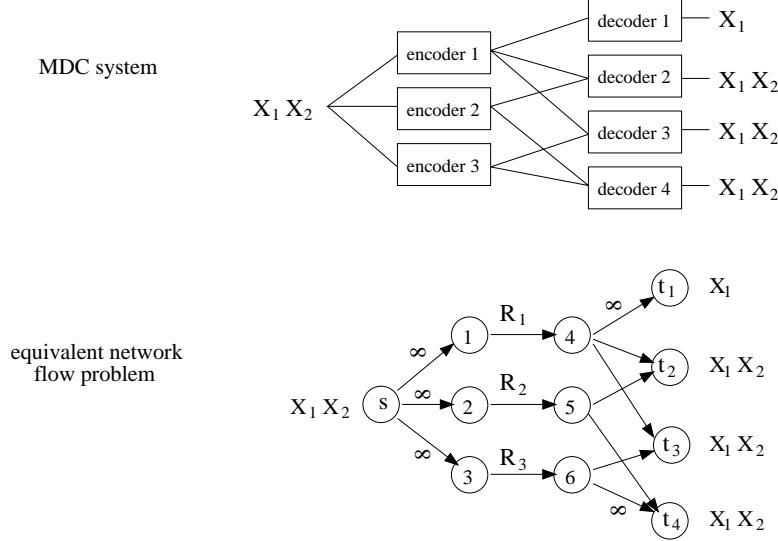 MDC system
X₁ X₂
encoder 1
encoder 2
encoder 3
decoder 1
decoder 2
decoder 3
decoder 4
X₁
X₁ X₂
X₁ X₂
X₁ X₂
equivalent network
flow problem
X₁ X₂
s
∞
∞
∞
1
2
3
R₁
R₂
R₃
4
5
6
∞
∞
t₁
t₂
t₃
t₄
X₁
X₁ X₂
X₁ X₂
X₁ X₂